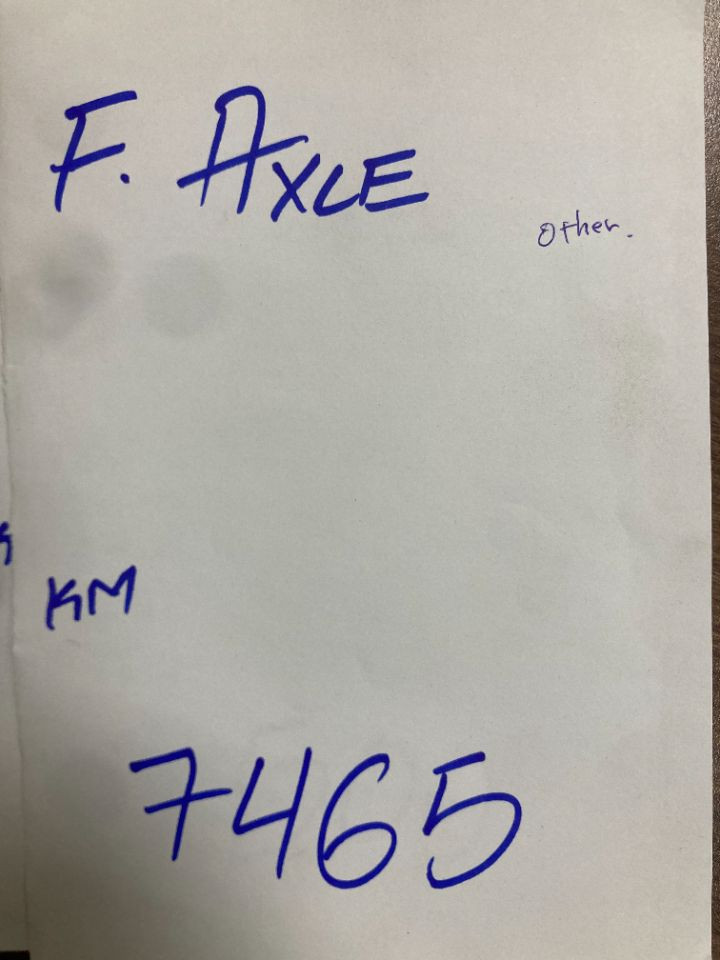 F. AXLE
other.
KM
7465